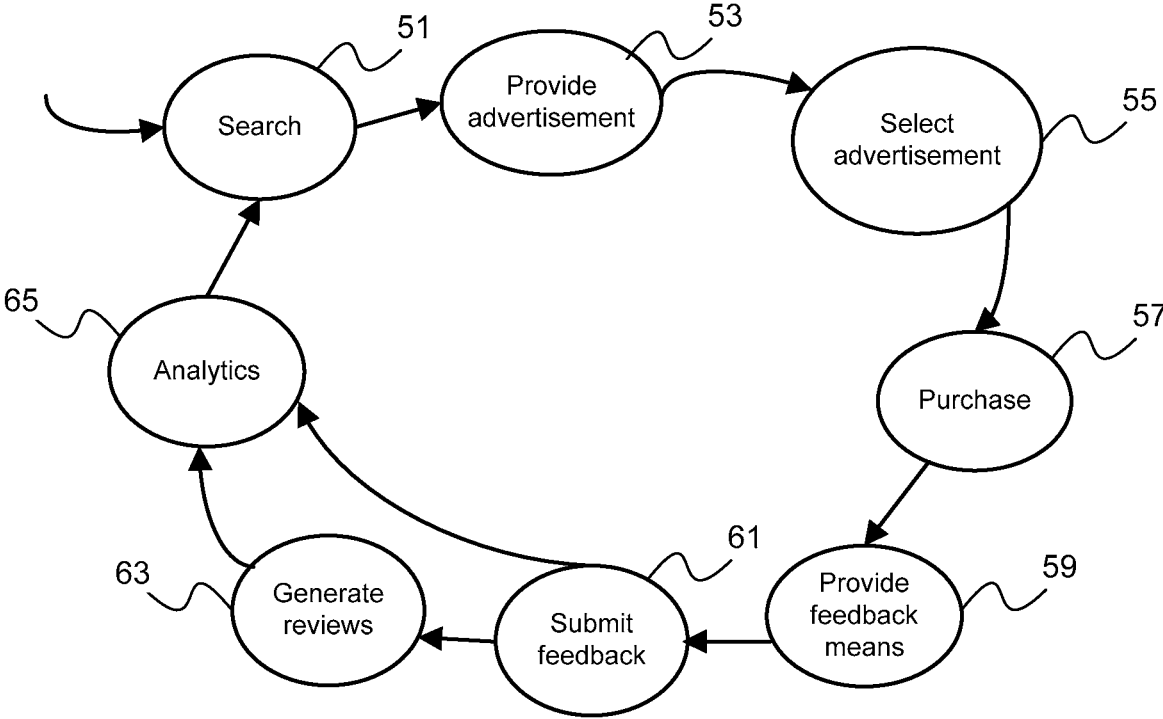 51
Search
53
Provide
advertisement
55
Select
advertisement
57
Purchase
59
Provide
feedback
means
61
Submit
feedback
63
Generate
reviews
65
Analytics